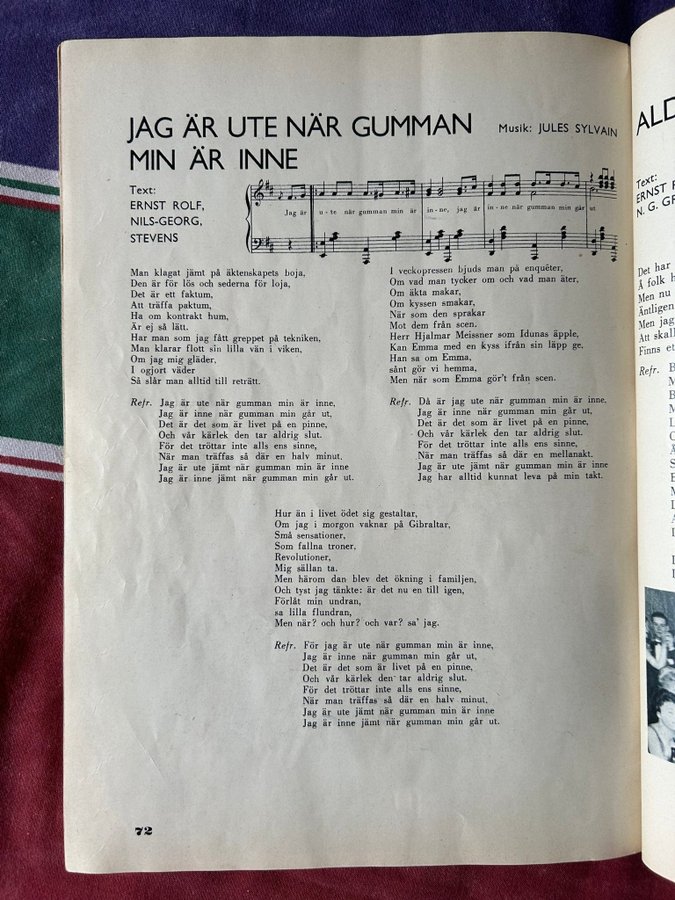 JAG ÄR UTE NÄR GUMMAN
MIN ÄR INNE
Musik: JULES SYLVAIN
Text:
ERNST ROLF,
NILS-GEORG,
STEVENS
Jag är u - te när gumman min är in-ne, jag är in-ne när gumman min går ut
Man klagat jämt på äktenskapets boja,
Den är för lös och sederna för loja,
Det är ett faktum,
Att träffa paktum,
Ha om kontrakt hum,
Är ej så lätt.
Har man som jag fått greppet på tekniken,
Man klarar flott sin lilla vän i viken,
Om jag mig gläder,
I ogjort väder
Så slår man alltid till reträtt.
Refr. Jag är ute när gumman min är inne,
Jag är inne när gumman min går ut,
Det är det som är livet på en pinne,
Och vår kärlek den tar aldrig slut.
För det tröttar inte alls ens sinne,
När man träffas så där en halv minut.
Jag är ute jämt när gumman min är inne
Jag är inne jämt när gumman min går ut.
I veckopressen bjuds man på enquêter,
Om vad man tycker om och vad man äter,
Om äkta makar,
Om kyssen smakar,
När som den sprakar
Mot dem från scen.
Herr Hjalmar Meissner som Idunas äpple,
Kan Emma med en kyss ifrån sin läpp ge,
Han sa om Emma,
sånt gör vi hemma,
Men när som Emma gör't från scen.
Refr. Då är jag ute när gumman min är inne,
Jag är inne när gumman min går ut,
Det är det som är livet på en pinne,
Och vår kärlek den tar aldrig slut.
För det tröttar inte alls ens sinne,
När man träffas så där en mellanakt.
Jag är ute jämt när gumman min är inne
Jag har alltid kunnat leva på min takt.
Hur än i livet ödet sig gestaltar,
Om jag i morgon vaknar på Gibraltar,
Små sensationer,
Som fallna troner,
Revolutioner,
Mig sällan ta.
Men härom dan blev det ökning i familjen,
Och tyst jag tänkte: är det nu en till igen,
Förlåt min undran,
sa lilla flundran,
Men när? och hur? och var? sa' jag.
Refr. För jag är ute när gumman min är inne,
Jag är inne när gumman min går ut,
Det är det som är livet på en pinne,
Och vår kärlek den tar aldrig slut.
För det tröttar inte alls ens sinne,
När man träffas så där en halv minut.
Jag är ute jämt när gumman min är inne
Jag är inne jämt när gumman min går ut.
72
ALD
Text:
ERNST
N. G.
Det har
Å folk
Men nu
Äntligen
Men jag
Att skall
Finns
Refr.